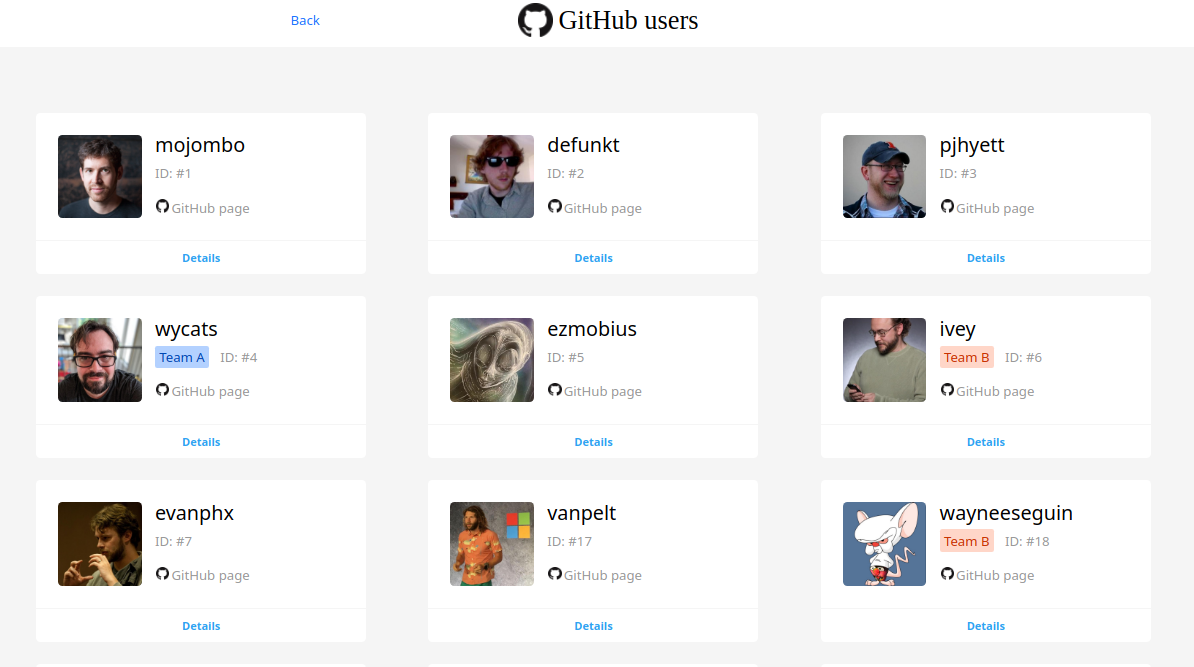 Back
GitHub users
mojombo
ID: #1
GitHub page
Details
defunkt
ID: #2
GitHub page
Details
pjhyett
ID: #3
GitHub page
Details
wycats
Team A ID: #4
GitHub page
Details
ezmobius
ID: #5
GitHub page
Details
ivey
Team B ID: #6
GitHub page
Details
evanphx
ID: #7
GitHub page
Details
vanpelt
ID: #17
GitHub page
Details
wayneeseguin
Team B ID: #18
GitHub page
Details